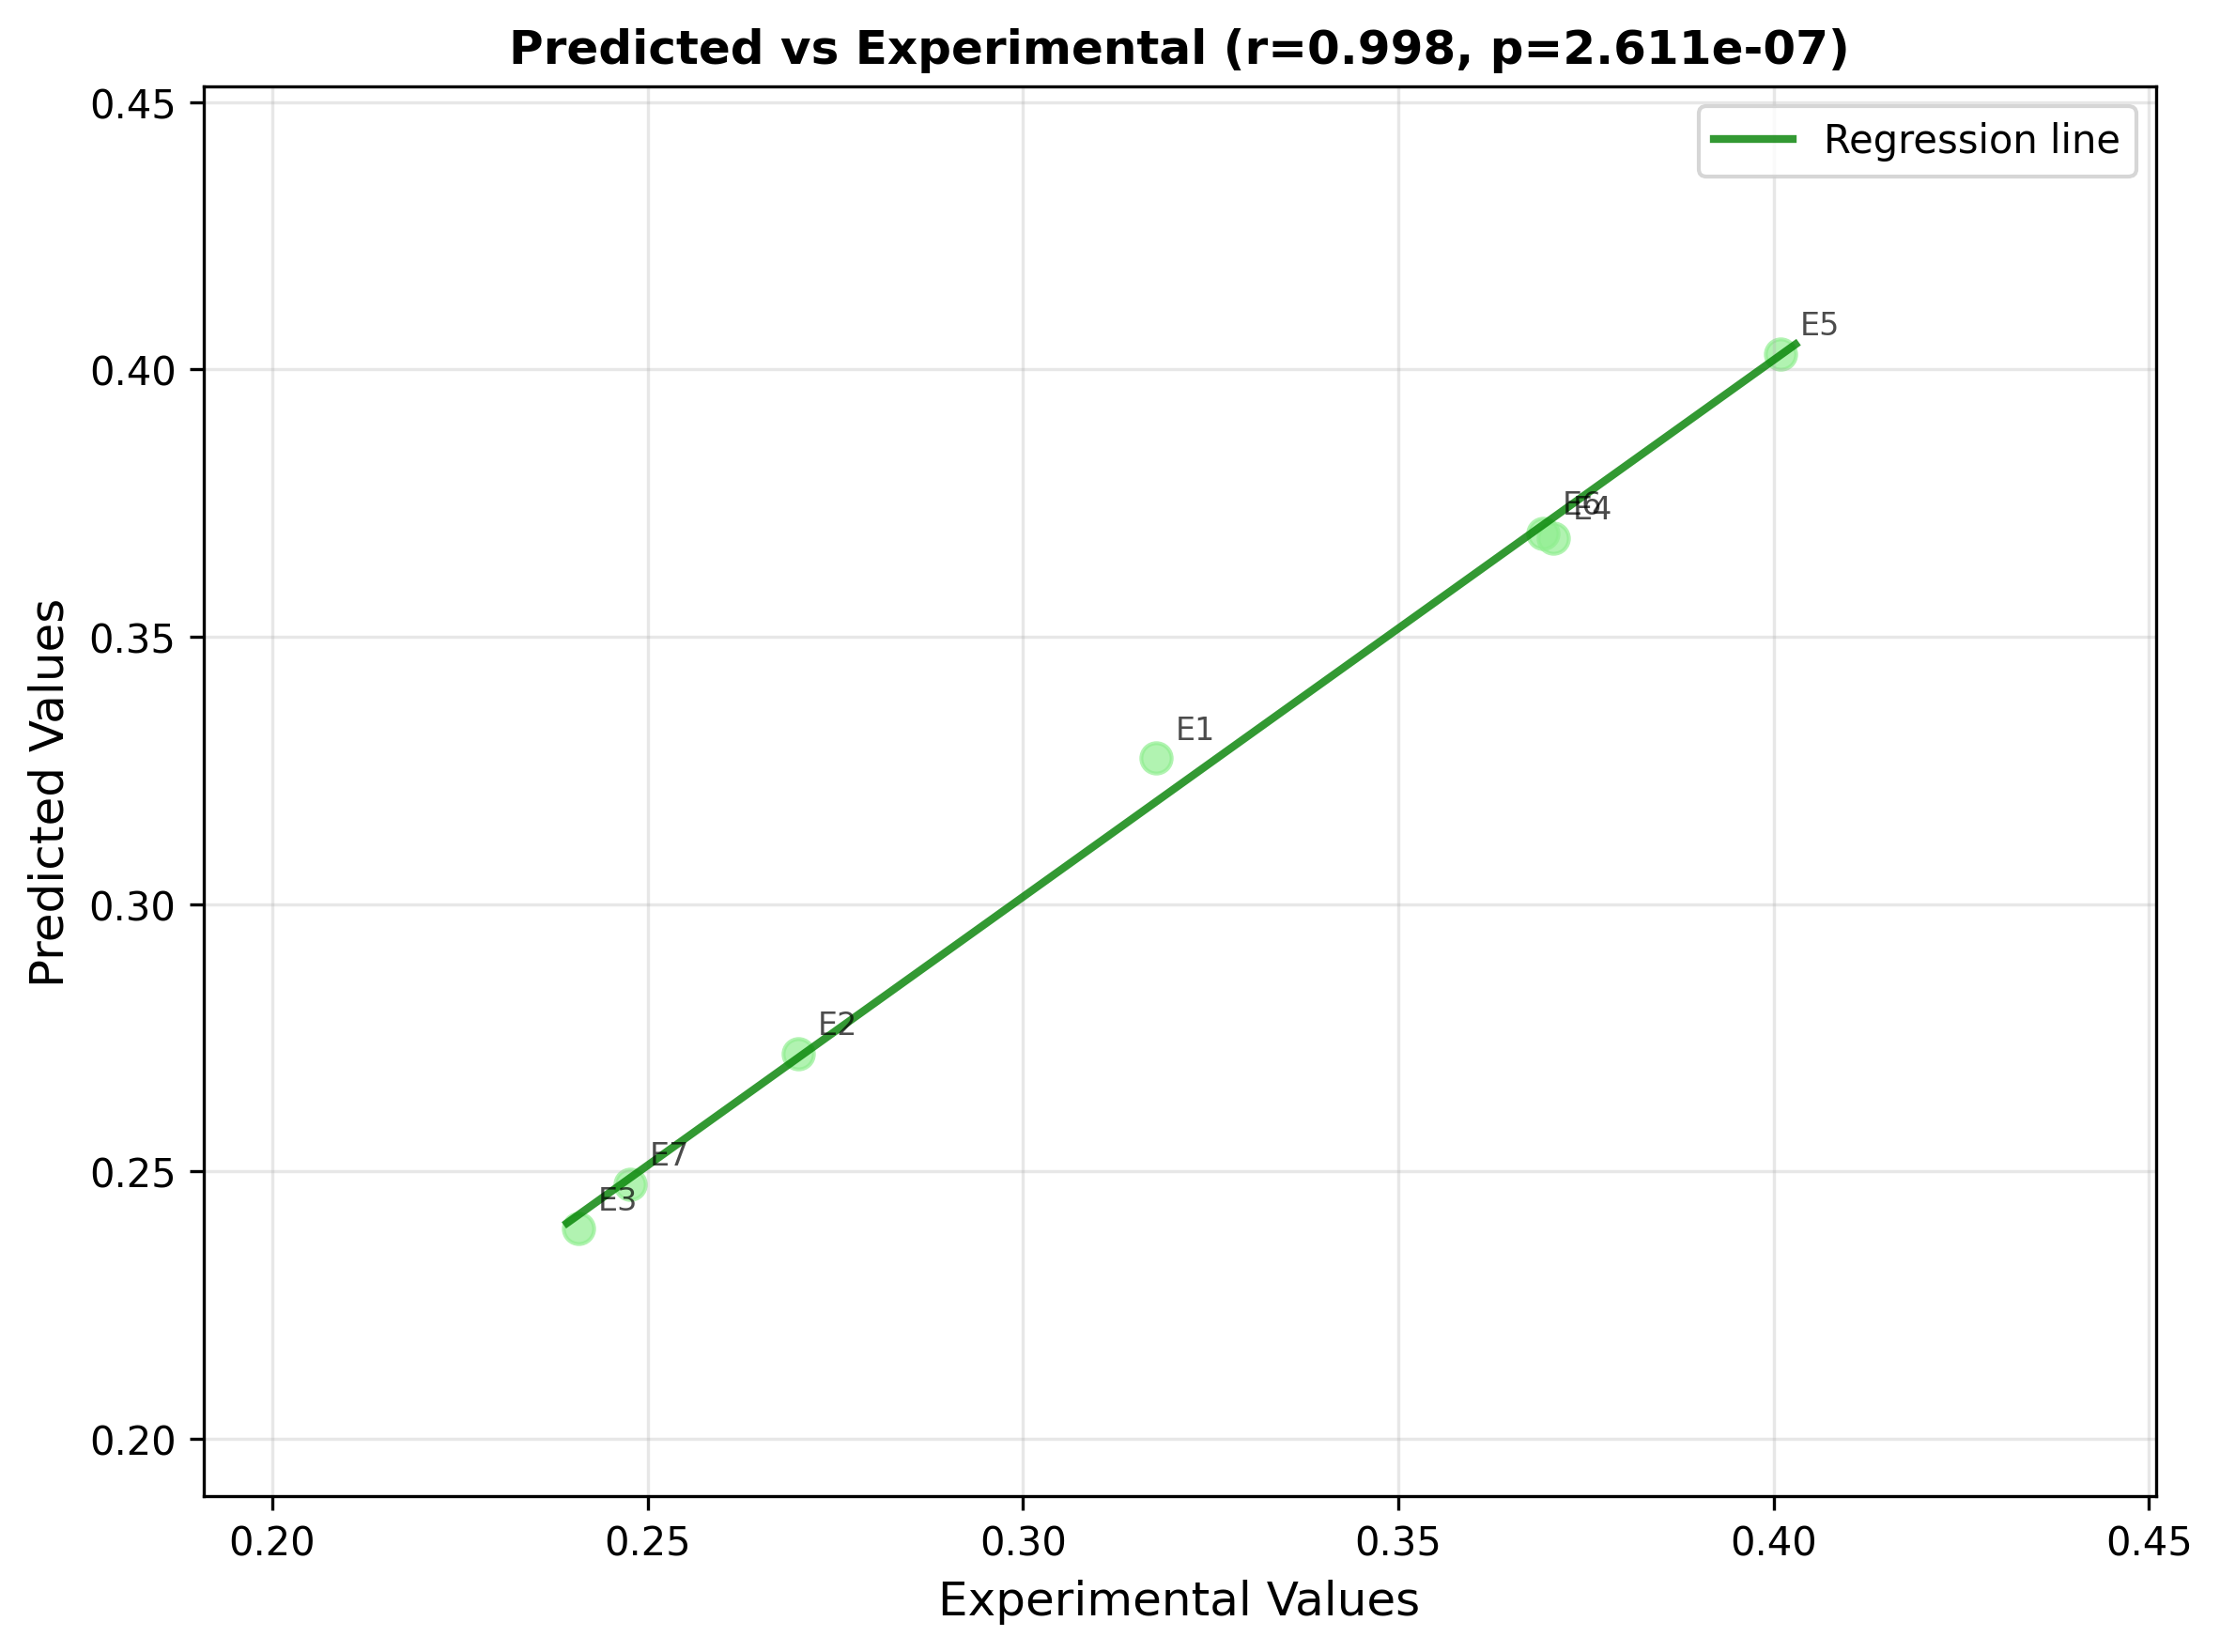 Predicted vs Experimental (r=0.998, p=2.611e-07)
0.45
Regression line
E5
0.40
E6
E4
0.35
Predicted Values
E1
0.30
E2
E7
0.25
E3
0.20
0.20 0.25 0.30 0.35 0.40 0.45
Experimental Values